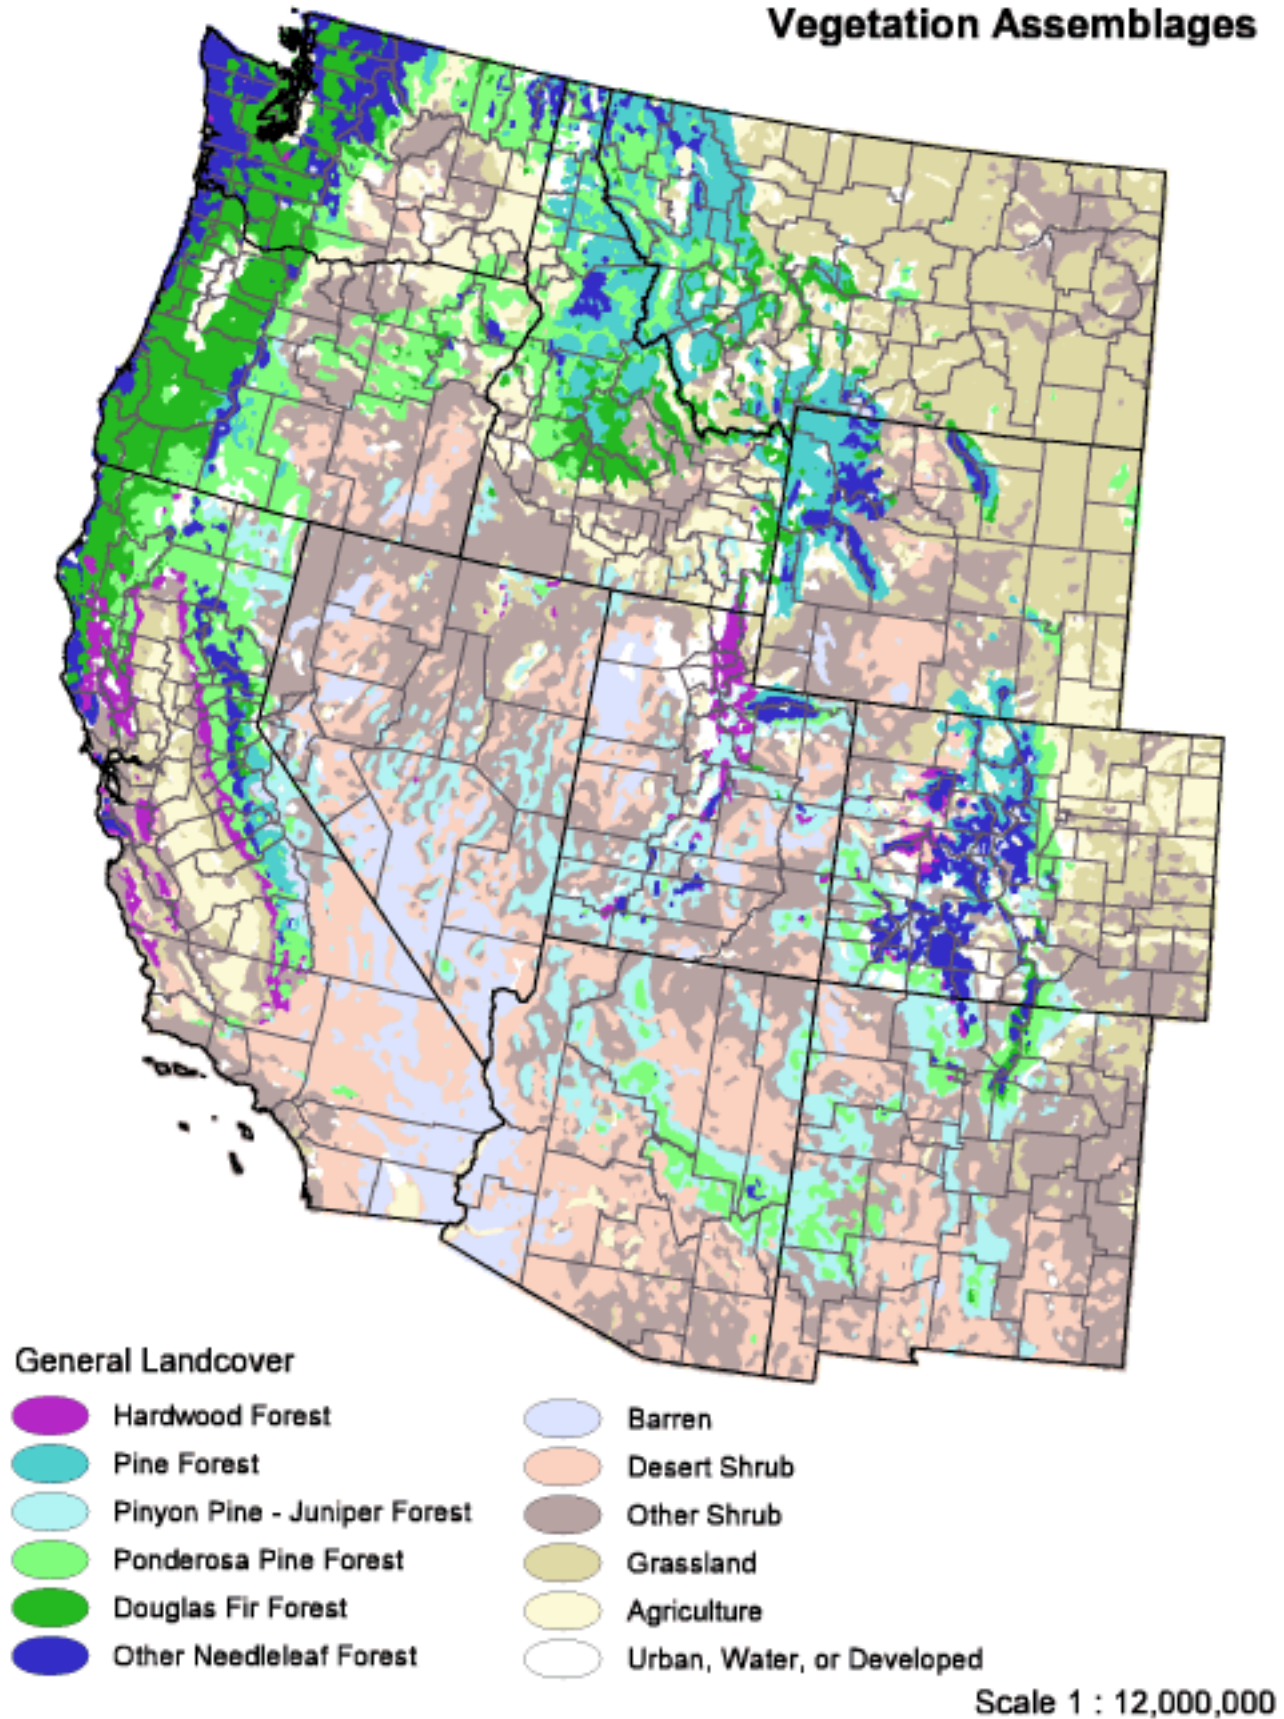 Vegetation Assemblages
General Landcover
Hardwood Forest
Pine Forest
Pinyon Pine - Juniper Forest
Ponderosa Pine Forest
Douglas Fir Forest
Other Needleleaf Forest
Barren
Desert Shrub
Other Shrub
Grassland
Agriculture
Urban, Water, or Developed
Scale 1 : 12,000,000